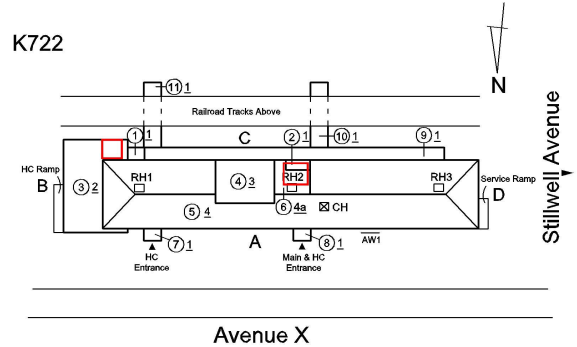 K722
N
11 1
Railroad Tracks Above
1 1
C
2 1
10 1
9 1
HC Ramp
B
3 2
RH1
4 3
RH2
RH3
Service Ramp
D
Stillwell Avenue
5 4
6 4a
CH
7 1
A
8 1
AW1
HC
Entrance
Main & HC
Entrance
Avenue X